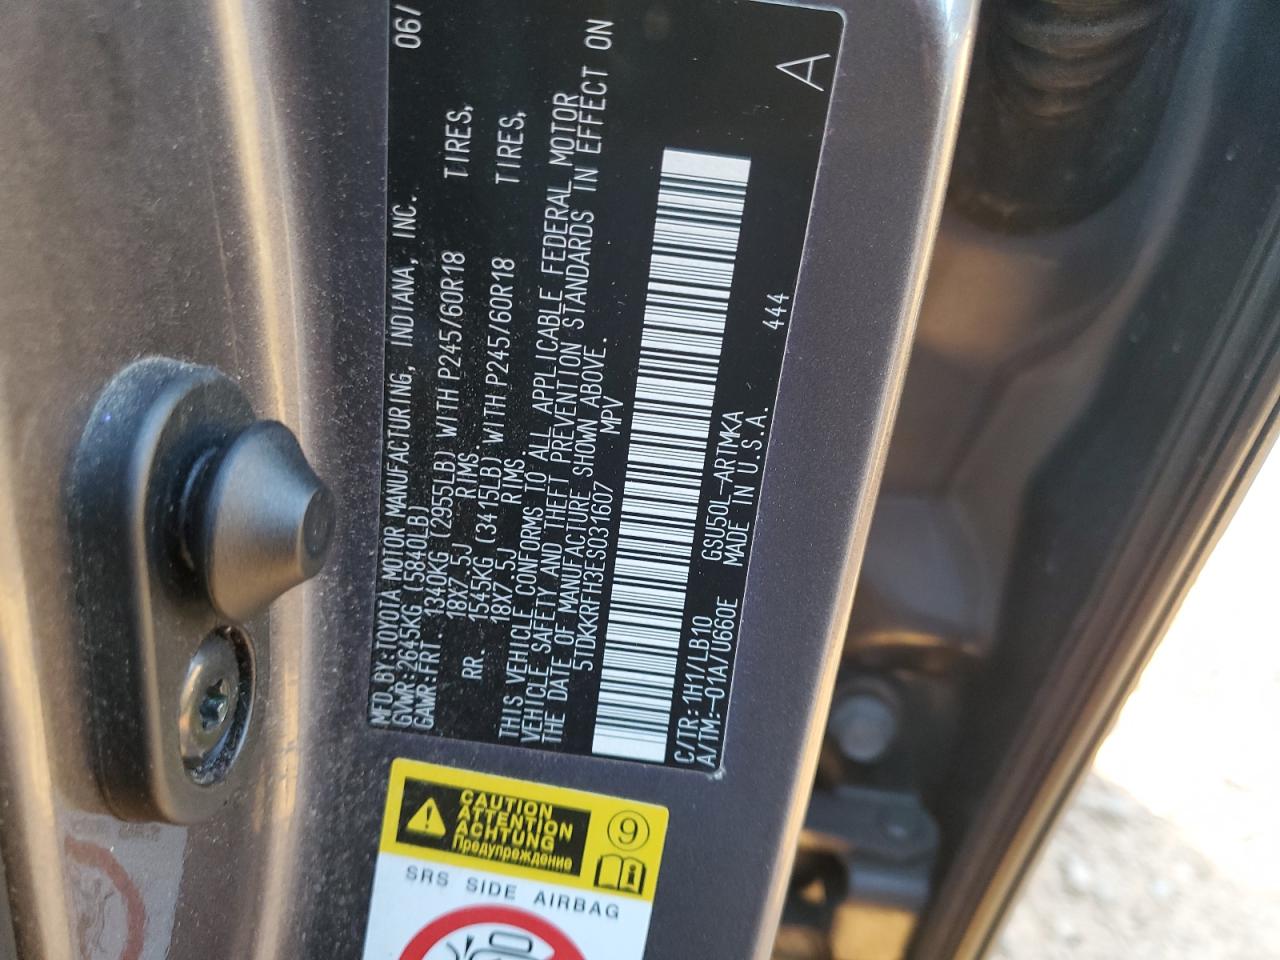 MFD. BY: TOYOTA MOTOR MANUFACTURING, INDIANA, INC. 06/
GVWR: 2645KG (5840LB)
GAWR: FRT. 1340KG (2955LB) WITH P245/60R18 TIRES,
18X7.5J RIMS
RR. 1545KG (3415LB) WITH P245/60R18 TIRES,
18X7.5J RIMS
THIS VEHICLE CONFORMS TO ALL APPLICABLE FEDERAL MOTOR
VEHICLE SAFETY AND THEFT PREVENTION STANDARDS IN EFFECT ON
THE DATE OF MANUFACTURE SHOWN ABOVE.
5TDKKRFH3ES031607 MPV
A
C/TR: 1H1/LB10 GSU50L-ARTMKA 444
A/TM: -01A/U660E MADE IN U.S.A.
CAUTION
ATTENTION
ACHTUNG
Предупреждение
9
SRS SIDE AIRBAG